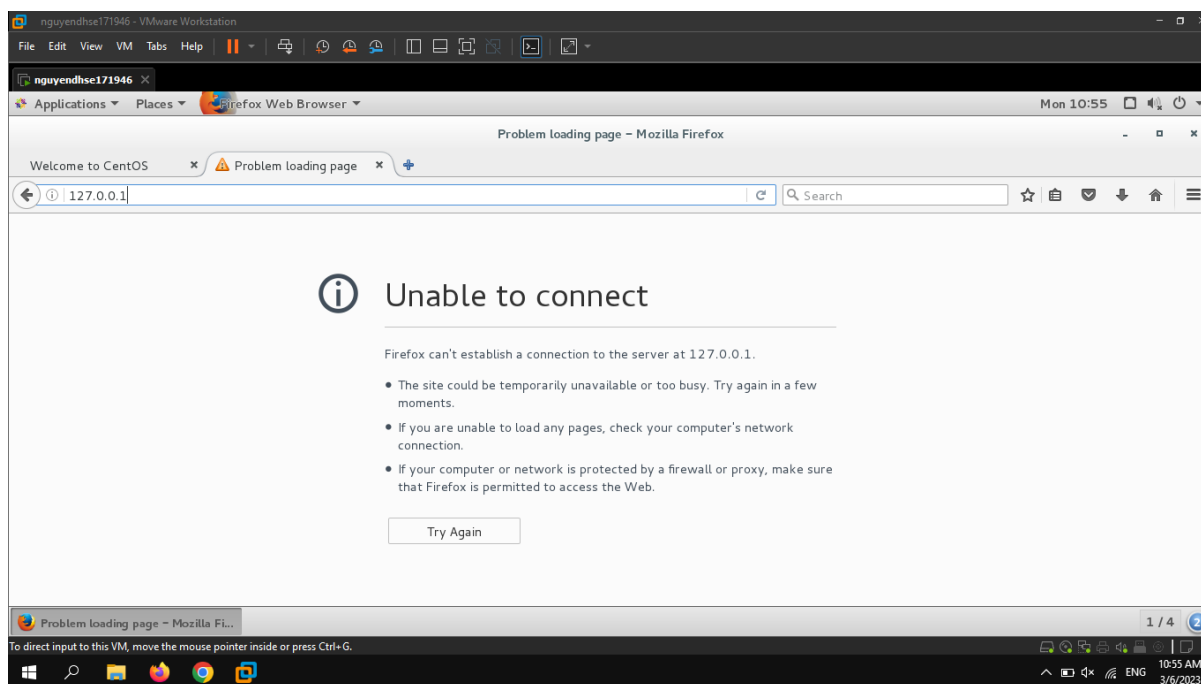 nguyendhse171946 - VMware Workstation
File Edit View VM Tabs Help
nguyendhse171946
Applications Places Firefox Web Browser Mon 10:55
Problem loading page - Mozilla Firefox
Welcome to CentOS Problem loading page
127.0.0.1 Search
Unable to connect
Firefox can't establish a connection to the server at 127.0.0.1.
The site could be temporarily unavailable or too busy. Try again in a few
moments.
If you are unable to load any pages, check your computer's network
connection.
If your computer or network is protected by a firewall or proxy, make sure
that Firefox is permitted to access the Web.
Try Again
Problem loading page - Mozilla Fi... 1 / 4 2
To direct input to this VM, move the mouse pointer inside or press Ctrl+G.
ENG 10:55 AM
3/6/2023